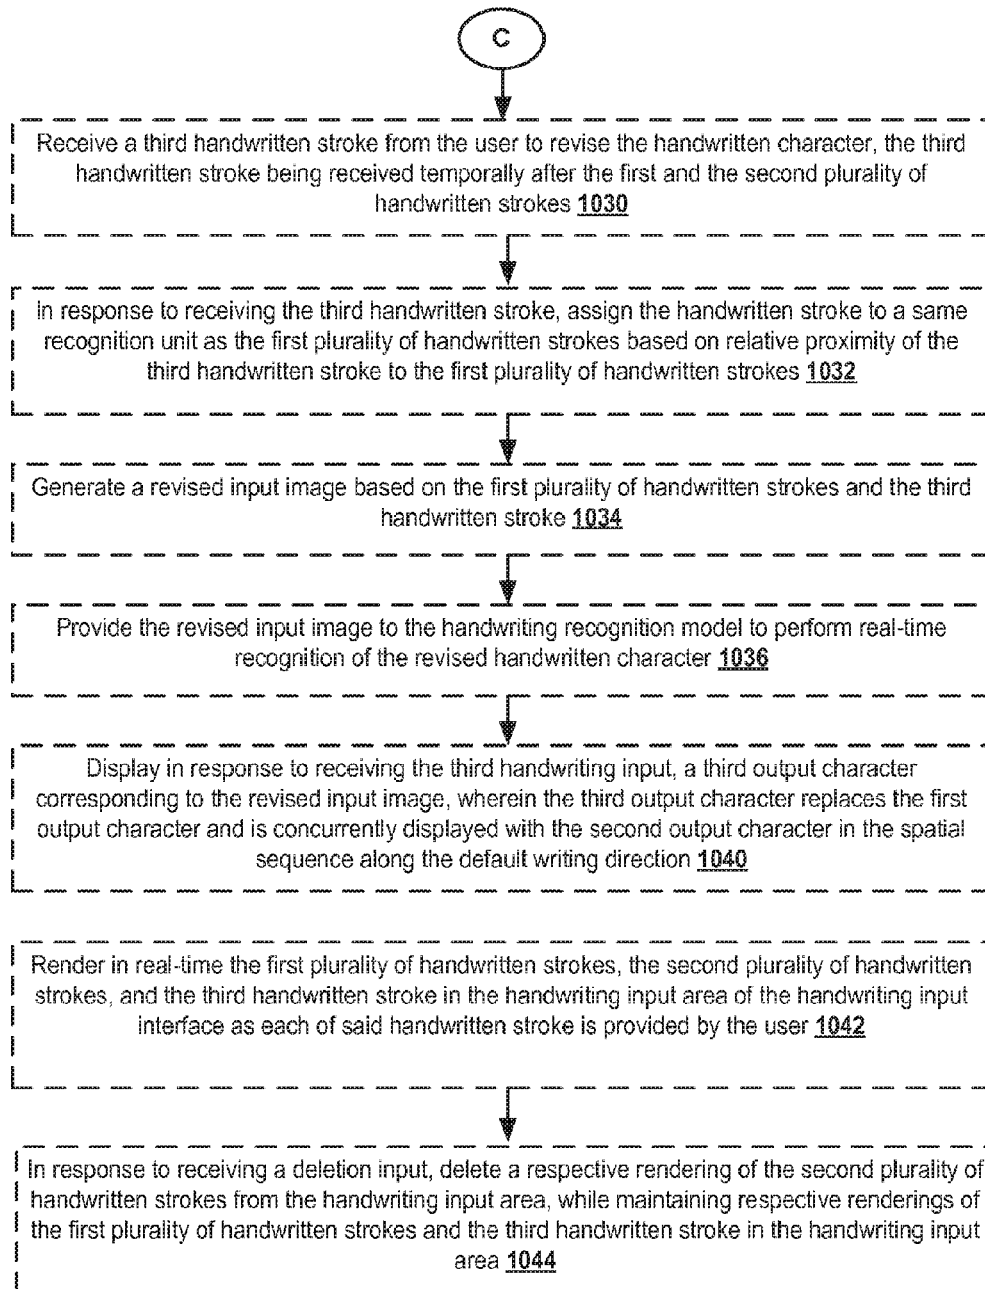 C
Receive a third handwritten stroke from the user to revise the handwritten character, the third
handwritten stroke being received temporally after the first and the second plurality of
handwritten strokes 1030
In response to receiving the third handwritten stroke, assign the handwritten stroke to a same
recognition unit as the first plurality of handwritten strokes based on relative proximity of the
third handwritten stroke to the first plurality of handwritten strokes 1032
Generate a revised input image based on the first plurality of handwritten strokes and the third
handwritten stroke 1034
Provide the revised input image to the handwriting recognition model to perform real-time
recognition of the revised handwritten character 1036
Display in response to receiving the third handwriting input, a third output character
corresponding to the revised input image, wherein the third output character replaces the first
output character and is concurrently displayed with the second output character in the spatial
sequence along the default writing direction 1040
Render in real-time the first plurality of handwritten strokes, the second plurality of handwritten
strokes, and the third handwritten stroke in the handwriting input area of the handwriting input
interface as each of said handwritten stroke is provided by the user 1042
In response to receiving a deletion input, delete a respective rendering of the second plurality of
handwritten strokes from the handwriting input area, while maintaining respective renderings of
the first plurality of handwritten strokes and the third handwritten stroke in the handwriting input
area 1044